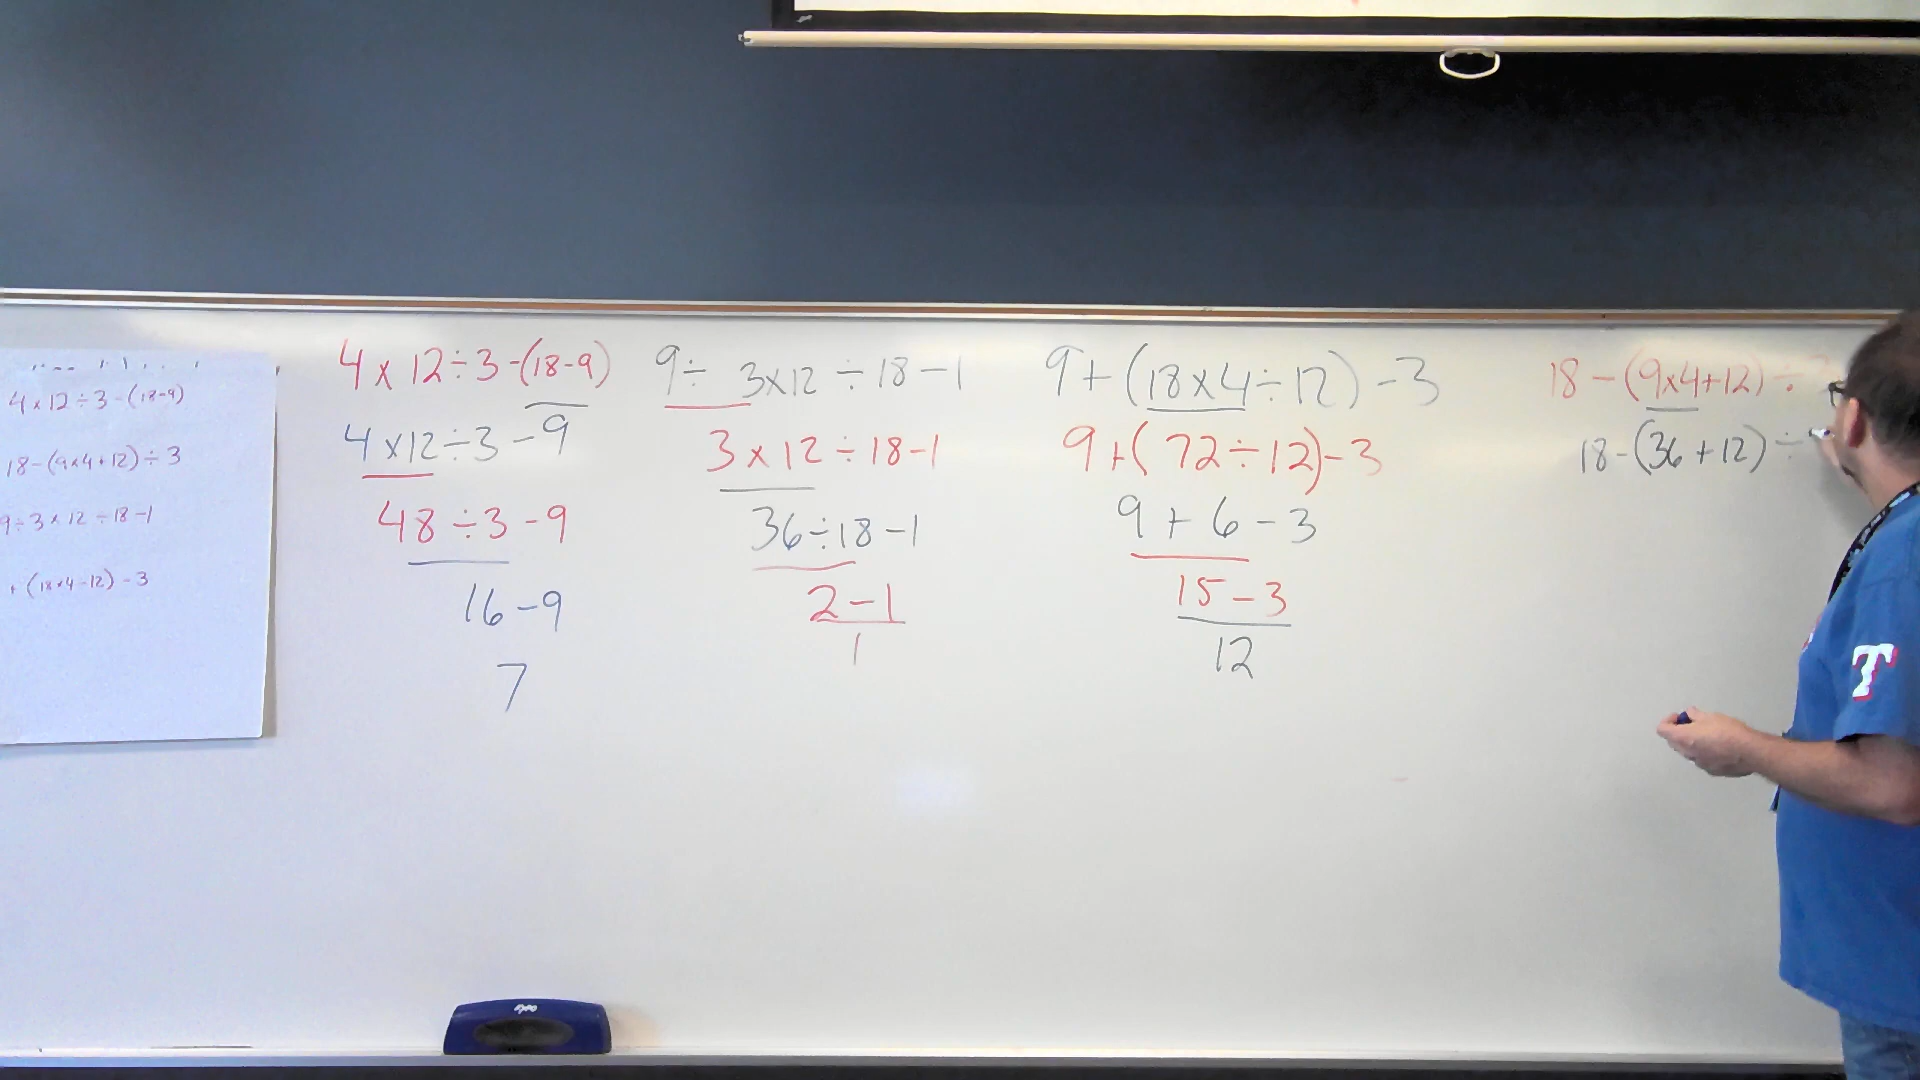 4 x 12 ÷ 3 - (18-9)
18 - (9x4+12) ÷ 3
9 ÷ 3 x 12 ÷ 18 - 1
+ (18x4÷12) - 3
4 x 12 ÷ 3 - (18-9)
4 x 12 ÷ 3 - 9
48 ÷ 3 - 9
16 - 9
7
9 ÷ 3 x 12 ÷ 18 - 1
3 x 12 ÷ 18 - 1
36 ÷ 18 - 1
2 - 1
1
9 + (18 x 4 ÷ 12) - 3
9 + (72 ÷ 12) - 3
9 + 6 - 3
15 - 3
12
18 - (9x4+12) ÷
18 - (36 + 12) ÷
T
expo